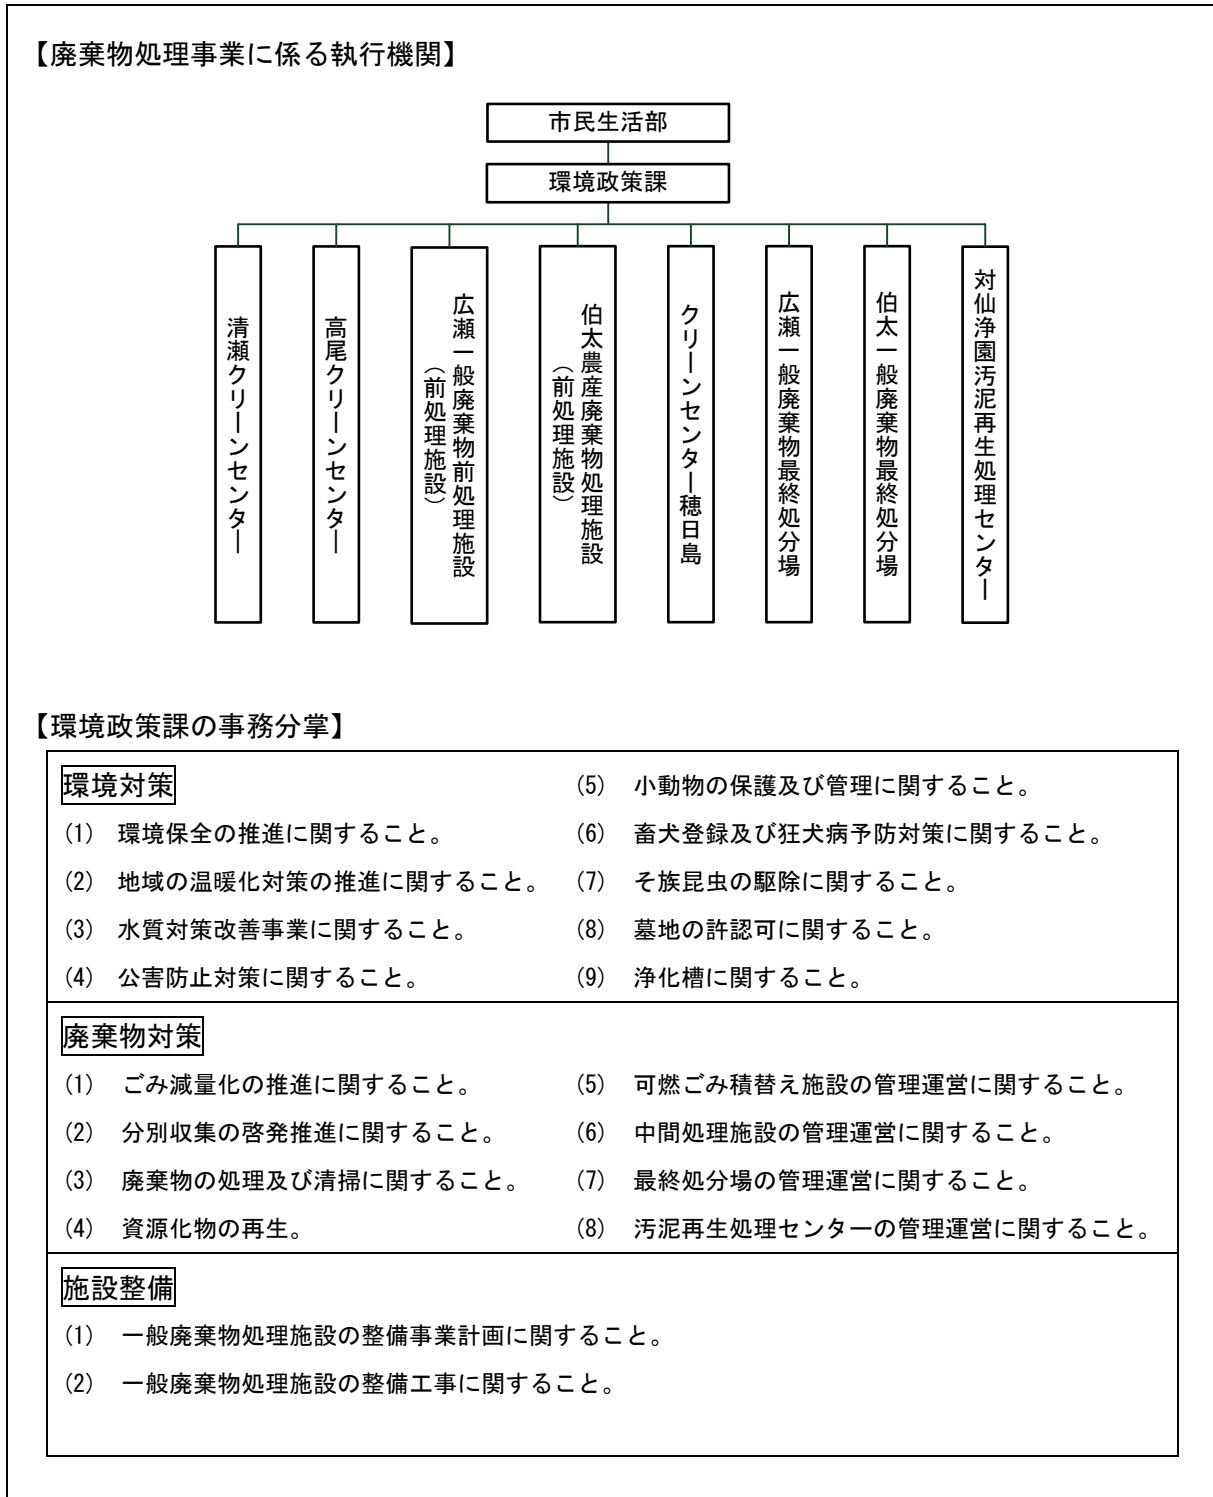 【廃棄物処理事業に係る執行機関】
市民生活部
環境政策課
清瀬クリーンセンター
高尾クリーンセンター
広瀬一般廃棄物前処理施設
（前処理施設）
伯太農産廃棄物処理施設
（前処理施設）
クリーンセンター穂日島
広瀬一般廃棄物最終処分場
伯太一般廃棄物最終処分場
対仙浄園汚泥再生処理センター
【環境政策課の事務分掌】
環境対策
(1) 環境保全の推進に関すること。
(2) 地域の温暖化対策の推進に関すること。
(3) 水質対策改善事業に関すること。
(4) 公害防止対策に関すること。
(5) 小動物の保護及び管理に関すること。
(6) 畜犬登録及び狂犬病予防対策に関すること。
(7) そ族昆虫の駆除に関すること。
(8) 墓地の許認可に関すること。
(9) 浄化槽に関すること。
廃棄物対策
(1) ごみ減量化の推進に関すること。
(2) 分別収集の啓発推進に関すること。
(3) 廃棄物の処理及び清掃に関すること。
(4) 資源化物の再生。
(5) 可燃ごみ積替え施設の管理運営に関すること。
(6) 中間処理施設の管理運営に関すること。
(7) 最終処分場の管理運営に関すること。
(8) 汚泥再生処理センターの管理運営に関すること。
施設整備
(1) 一般廃棄物処理施設の整備事業計画に関すること。
(2) 一般廃棄物処理施設の整備工事に関すること。